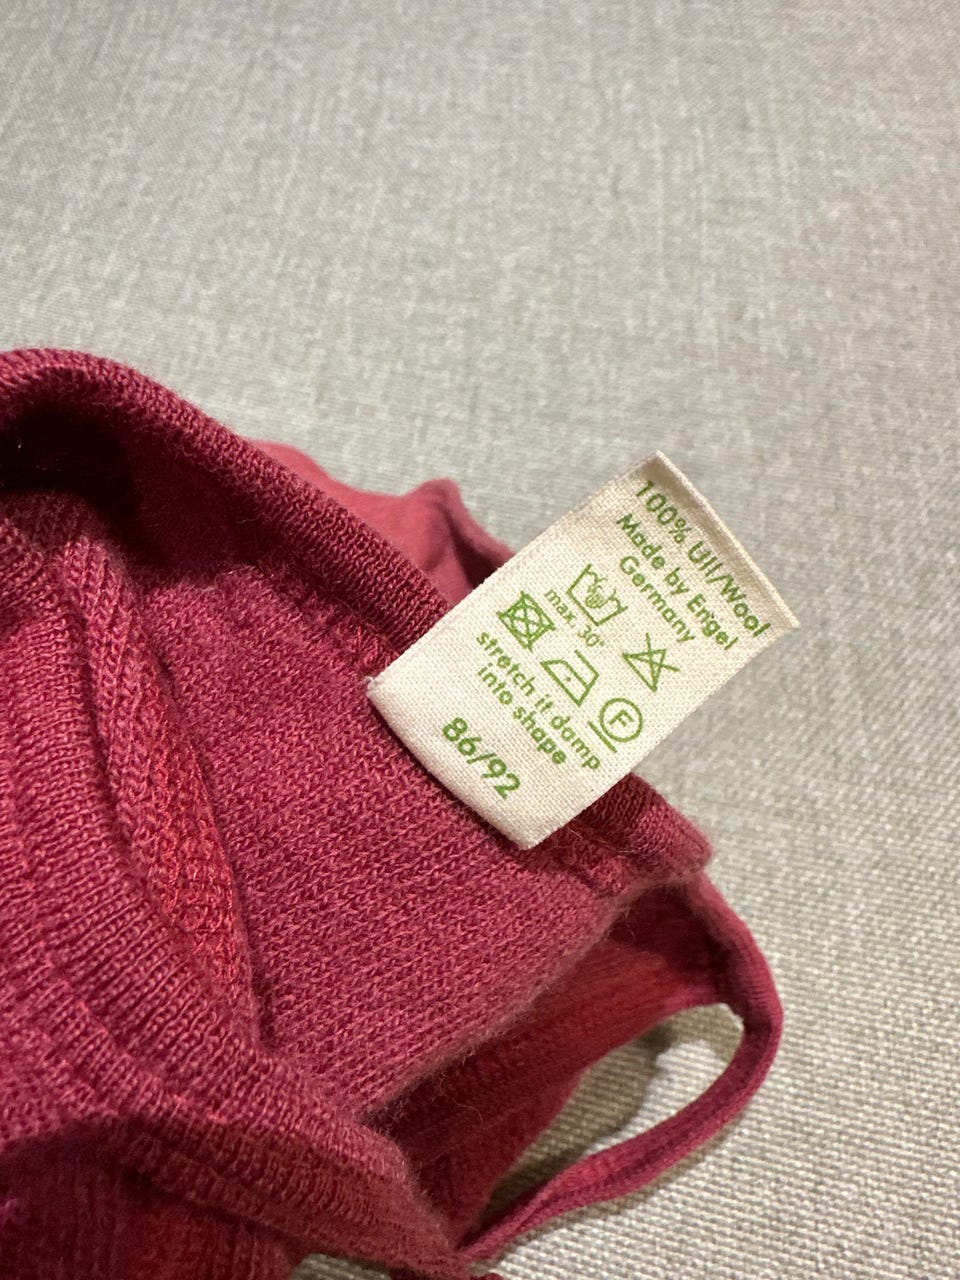 100% Ull/Wool
Made by Engel
Germany
max. 30°
F
stretch it damp
into shape
86/92